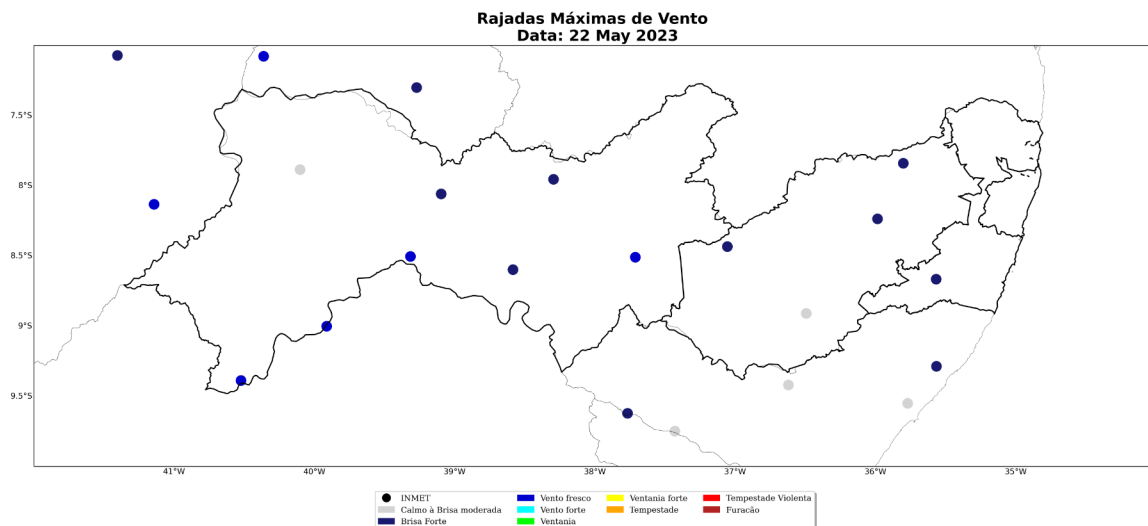 Rajadas Máximas de Vento
Data: 22 May 2023
7.5°S
8°S
8.5°S
9°S
9.5°S
41°W
40°W
39°W
38°W
37°W
36°W
35°W
INMET
Calmo à Brisa moderada
Brisa Forte
Vento fresco
Vento forte
Ventania
Ventania forte
Tempestade
Tempestade Violenta
Furacão